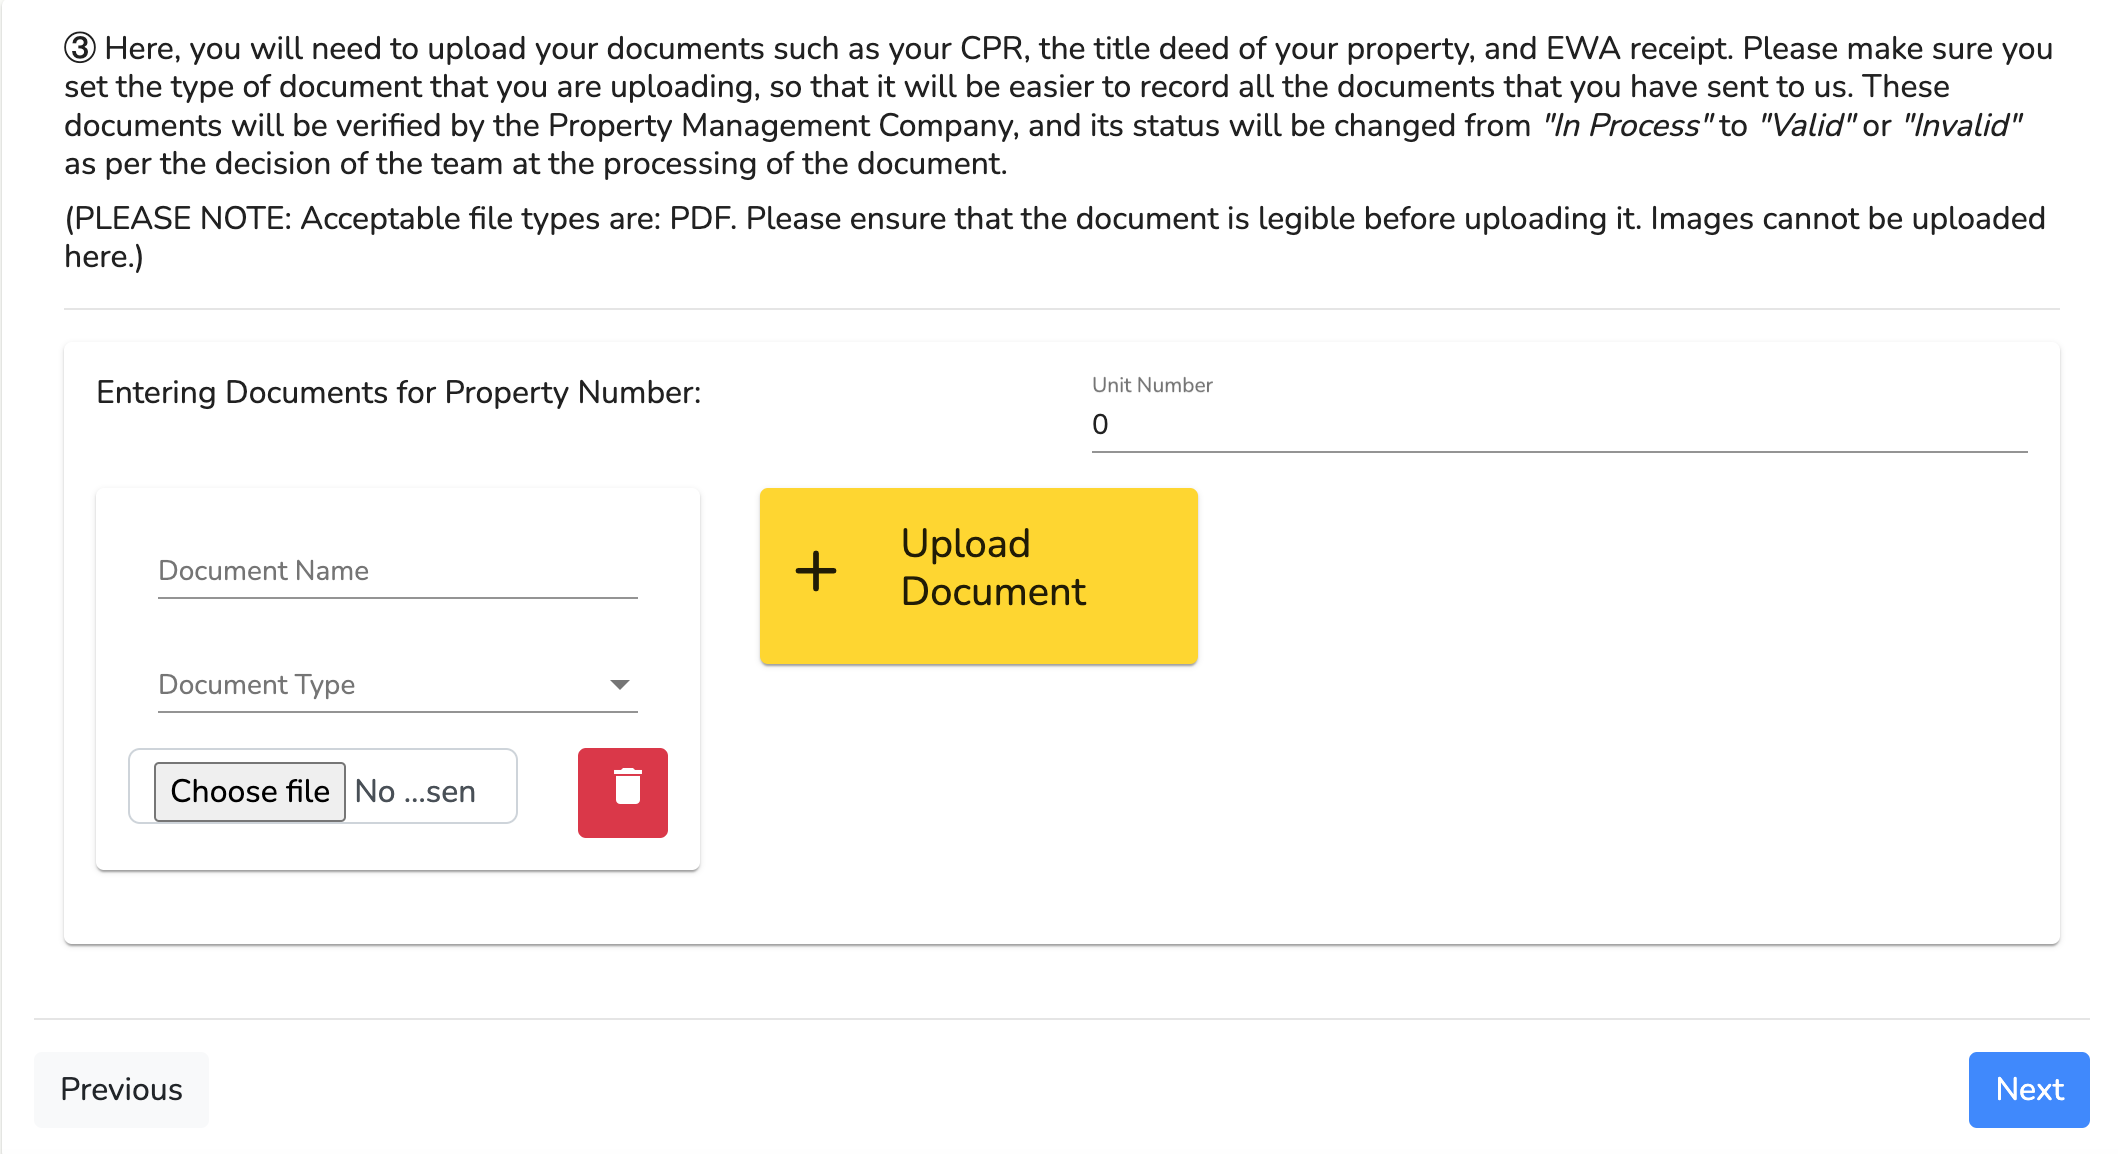 ③ Here, you will need to upload your documents such as your CPR, the title deed of your property, and EWA receipt. Please make sure you
set the type of document that you are uploading, so that it will be easier to record all the documents that you have sent to us. These
documents will be verified by the Property Management Company, and its status will be changed from "In Process" to "Valid" or "Invalid"
as per the decision of the team at the processing of the document.
(PLEASE NOTE: Acceptable file types are: PDF. Please ensure that the document is legible before uploading it. Images cannot be uploaded
here.)
Entering Documents for Property Number:
Unit Number
0
Document Name
Document Type
Choose file No ...sen
+ Upload
Document
Previous
Next